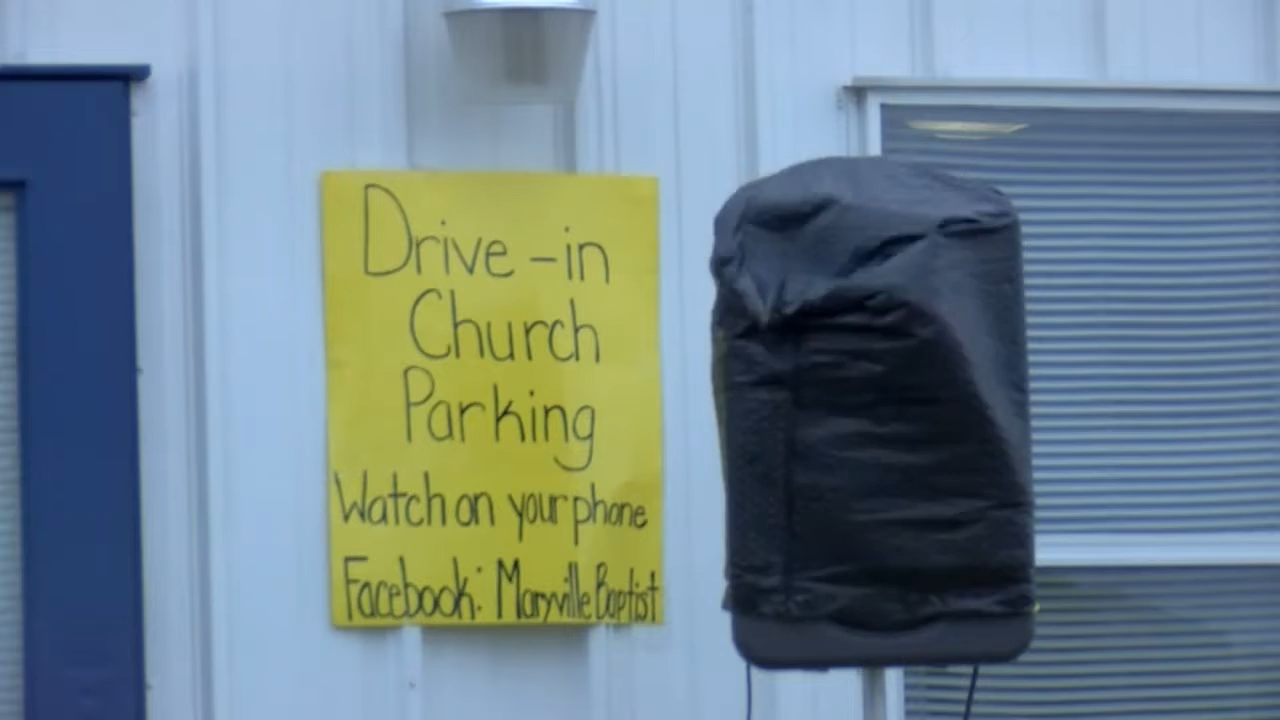 Drive-in
Church
Parking
Watch on your phone
Facebook: Maryville Baptist